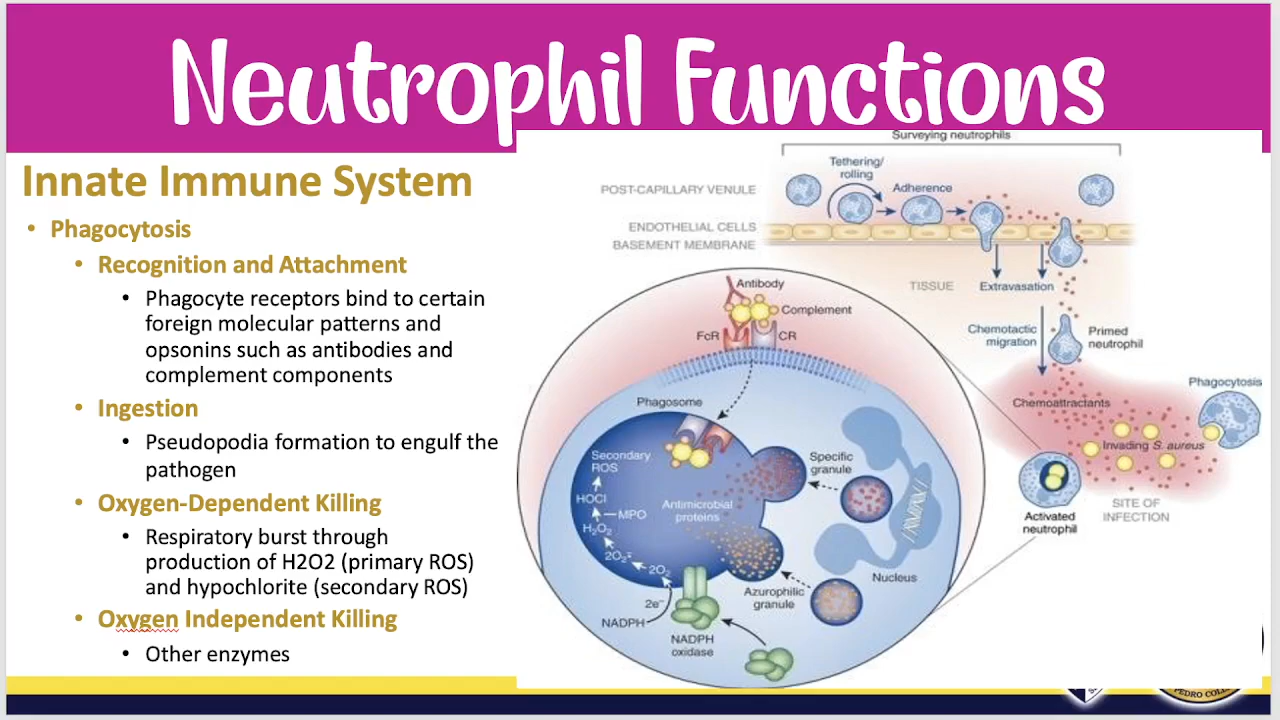 Neutrophil Functions
Innate Immune System
• Phagocytosis
• Recognition and Attachment
• Phagocyte receptors bind to certain
foreign molecular patterns and
opsonins such as antibodies and
complement components
• Ingestion
• Pseudopodia formation to engulf the
pathogen
• Oxygen-Dependent Killing
• Respiratory burst through
production of H2O2 (primary ROS)
and hypochlorite (secondary ROS)
• Oxygen Independent Killing
• Other enzymes
Surveying neutrophils
Tethering/
rolling
Adherence
POST-CAPILLARY VENULE
ENDOTHELIAL CELLS
BASEMENT MEMBRANE
TISSUE
Extravasation
Chemotactic
migration
Primed
neutrophil
Chemoattractants
Phagocytosis
Invading S. aureus
SITE OF
INFECTION
Activated
neutrophil
Antibody
Complement
FcR
CR
Phagosome
Secondary
ROS
HOCl
MPO
H₂O₂
2O₂⁻
2O₂
2e⁻
NADPH
NADPH
oxidase
Antimicrobial
proteins
Specific
granule
Azurophilic
granule
Nucleus
PEDRO